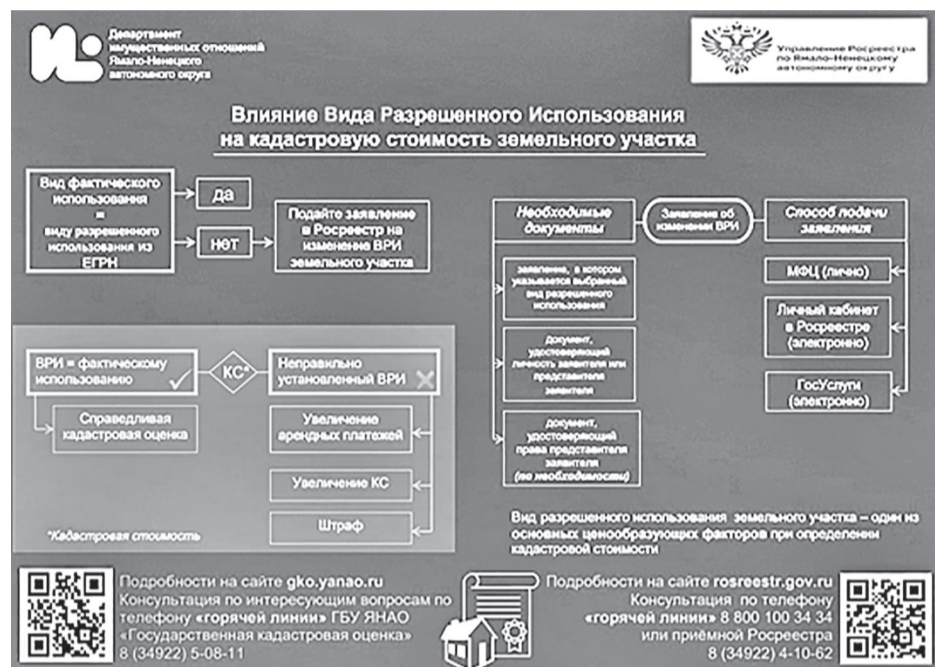 Департамент
имущественных отношений
Ямало-Ненецкого
автономного округа
Управление Росреестра
по Ямало-Ненецкому
автономному округу
Влияние Вида Разрешенного Использования
на кадастровую стоимость земельного участка
Вид фактического
использования
=
виду разрешенного
использования из
ЕГРН
да
нет
Подайте заявление
в Росреестр на
изменение ВРИ
земельного участка
Необходимые
документы
Заявление об
изменении ВРИ
Способ подачи
заявления
заявление, в котором
указывается выбранный
вид разрешенного
использования
документ,
удостоверяющий
личность заявителя или
представителя
заявителя
документ,
удостоверяющий
права представителя
заявителя
(по необходимости)
МФЦ (лично)
Личный кабинет
в Росреестре
(электронно)
ГосУслуги
(электронно)
ВРИ = фактическому
использованию
КС*
Неправильно
установленный ВРИ
Справедливая
кадастровая оценка
Увеличение
арендных платежей
Увеличение КС
Штраф
*Кадастровая стоимость
Вид разрешенного использования земельного участка – один из
основных ценообразующих факторов при определении
кадастровой стоимости
Подробности на сайте gko.yanao.ru
Консультация по интересующим вопросам по
телефону «горячей линии» ГБУ ЯНАО
«Государственная кадастровая оценка»
8 (34922) 5-08-11
Подробности на сайте rosreestr.gov.ru
Консультация по телефону
«горячей линии» 8 800 100 34 34
или приёмной Росреестра
8 (34922) 4-10-62